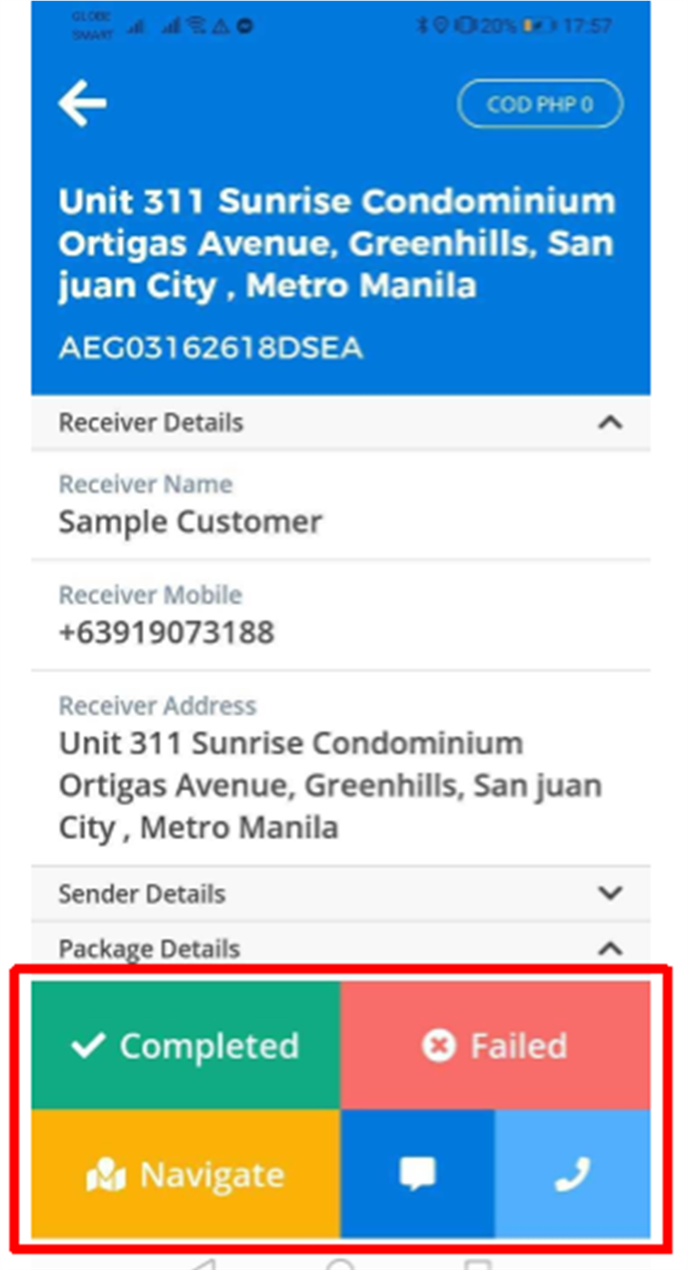 GLOBE
SMART 20% 17:57
COD PHP 0
Unit 311 Sunrise Condominium
Ortigas Avenue, Greenhills, San
juan City , Metro Manila
AEG03162618DSEA
Receiver Details
Receiver Name
Sample Customer
Receiver Mobile
+63919073188
Receiver Address
Unit 311 Sunrise Condominium
Ortigas Avenue, Greenhills, San juan
City , Metro Manila
Sender Details
Package Details
Completed Failed
Navigate